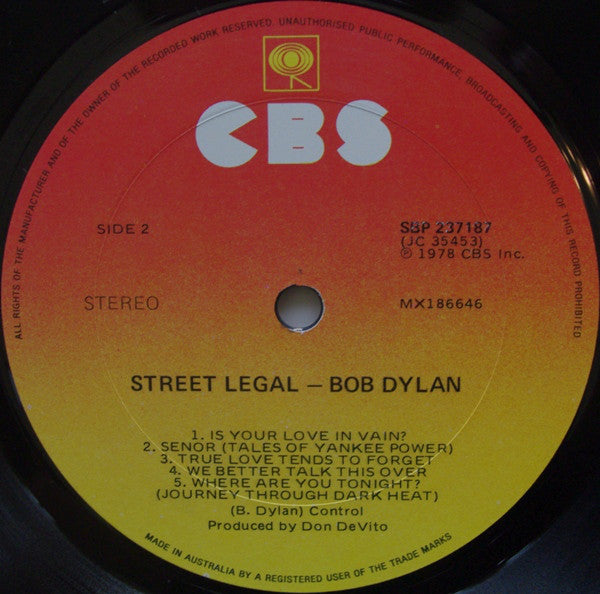 ALL RIGHTS OF THE MANUFACTURER AND OF THE OWNER OF THE RECORDED WORK RESERVED. UNAUTHORISED PUBLIC PERFORMANCE, BROADCASTING AND COPYING OF THIS RECORD PROHIBITED
CBS
SIDE 2
SBP 237187
(JC 35453)
℗ 1978 CBS Inc.
STEREO
MX186646
STREET LEGAL – BOB DYLAN
1. IS YOUR LOVE IN VAIN?
2. SENOR (TALES OF YANKEE POWER)
3. TRUE LOVE TENDS TO FORGET
4. WE BETTER TALK THIS OVER
5. WHERE ARE YOU TONIGHT?
(JOURNEY THROUGH DARK HEAT)
(B. Dylan) Control
Produced by Don DeVito
MADE IN AUSTRALIA BY A REGISTERED USER OF THE TRADE MARKS